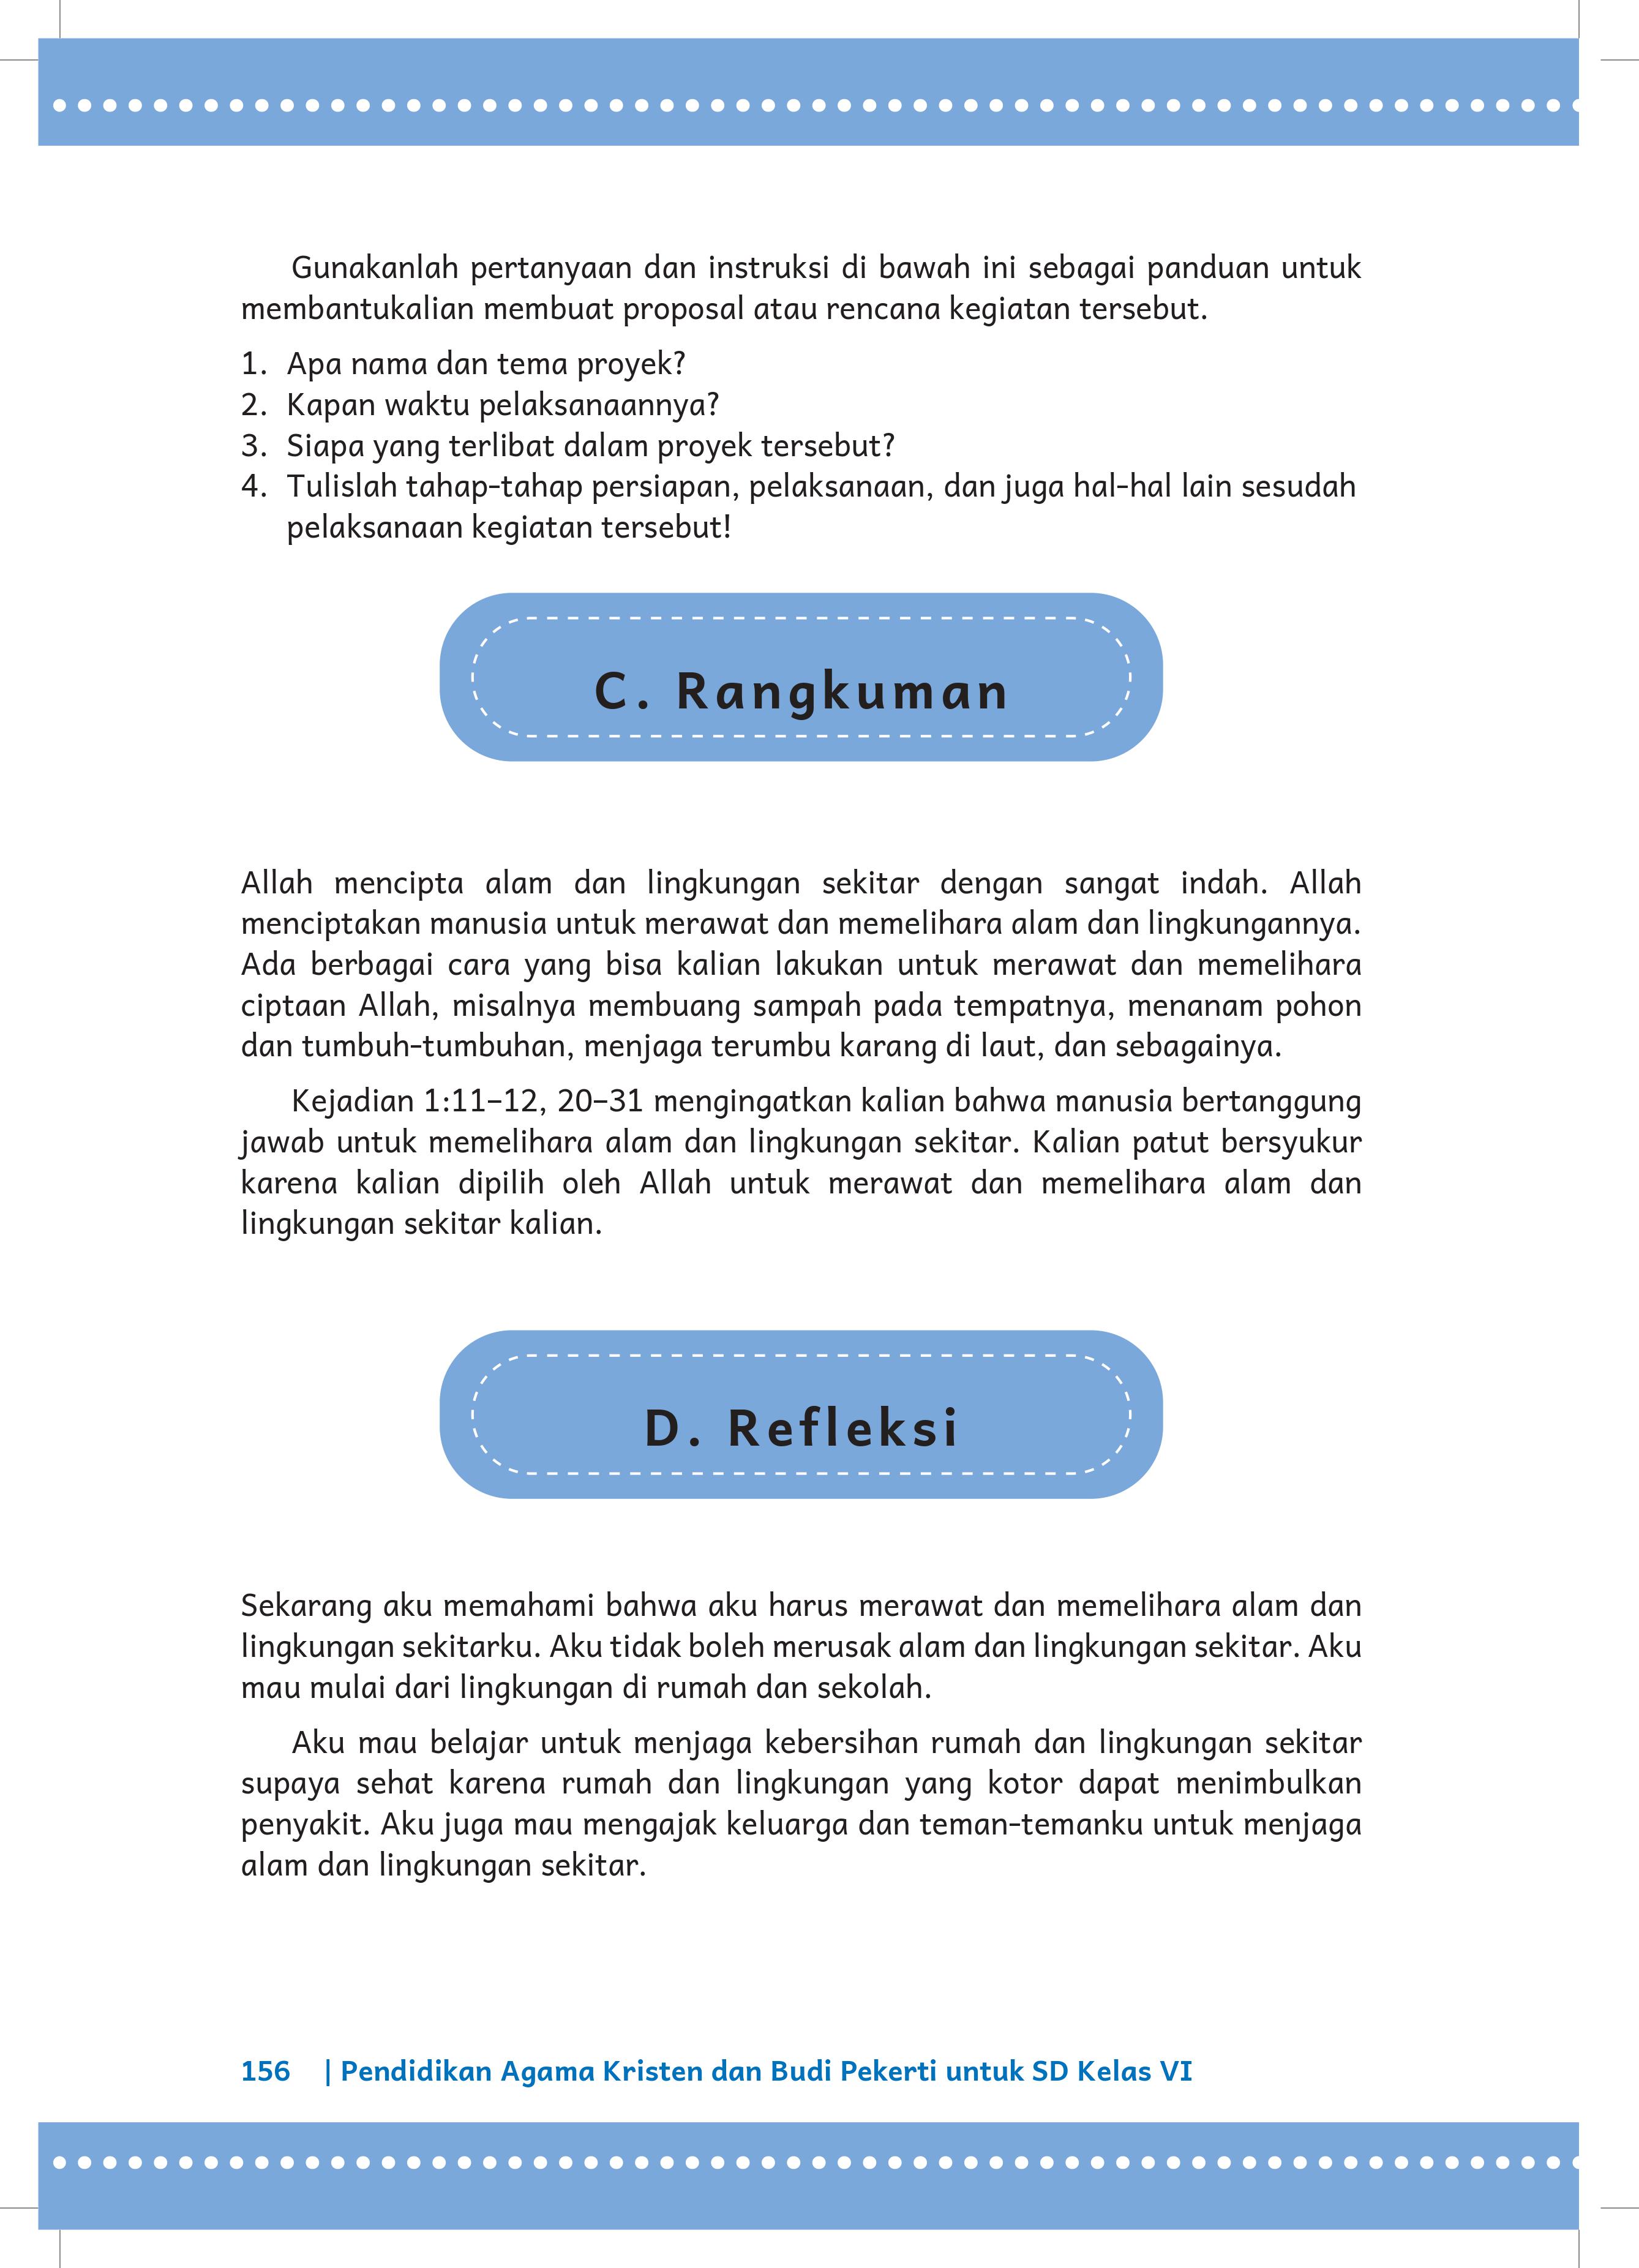 Gunakanlah pertanyaan dan instruksi di bawah ini sebagai panduan untuk
membantukalian membuat proposal atau rencana kegiatan tersebut.
1. Apa nama dan tema proyek?
2. Kapan waktu pelaksanaannya?
3. Siapa yang terlibat dalam proyek tersebut?
4. Tulislah tahap-tahap persiapan, pelaksanaan, dan juga hal-hal lain sesudah
pelaksanaan kegiatan tersebut!
C. Rangkuman
Allah mencipta alam dan lingkungan sekitar dengan sangat indah. Allah
menciptakan manusia untuk merawat dan memelihara alam dan lingkungannya.
Ada berbagai cara yang bisa kalian lakukan untuk merawat dan memelihara
ciptaan Allah, misalnya membuang sampah pada tempatnya, menanam pohon
dan tumbuh-tumbuhan, menjaga terumbu karang di laut, dan sebagainya.
Kejadian 1:11–12, 20–31 mengingatkan kalian bahwa manusia bertanggung
jawab untuk memelihara alam dan lingkungan sekitar. Kalian patut bersyukur
karena kalian dipilih oleh Allah untuk merawat dan memelihara alam dan
lingkungan sekitar kalian.
D. Refleksi
Sekarang aku memahami bahwa aku harus merawat dan memelihara alam dan
lingkungan sekitarku. Aku tidak boleh merusak alam dan lingkungan sekitar. Aku
mau mulai dari lingkungan di rumah dan sekolah.
Aku mau belajar untuk menjaga kebersihan rumah dan lingkungan sekitar
supaya sehat karena rumah dan lingkungan yang kotor dapat menimbulkan
penyakit. Aku juga mau mengajak keluarga dan teman-temanku untuk menjaga
alam dan lingkungan sekitar.
156 | Pendidikan Agama Kristen dan Budi Pekerti untuk SD Kelas VI